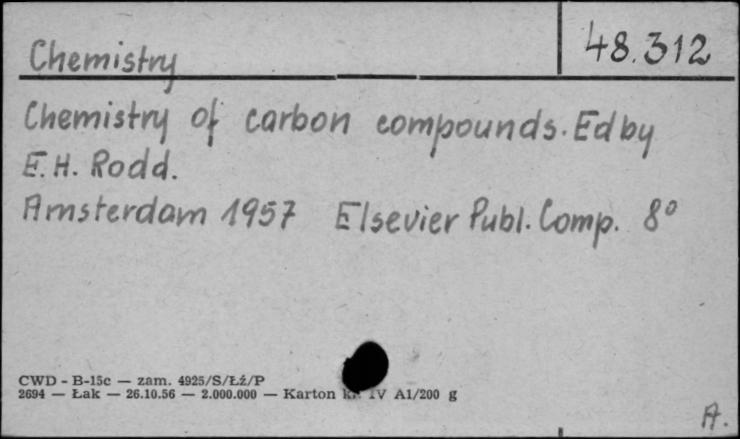 Chemistry 48.312
Chemistry of carbon compounds. Ed by
E.H. Rodd.
Amsterdam 1957 Elsevier Publ. Comp. 8°
CWD - B-15c — zam. 4925/S/Łź/P
2694 — Łak — 26.10.56 — 2.000.000 — Karton IV A1/200 g
A.